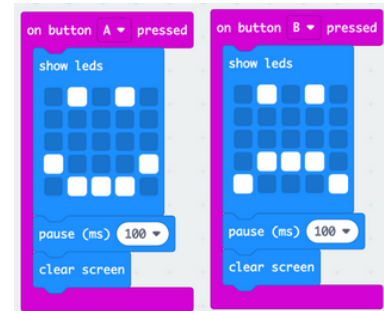 on button A pressed
show leds
pause (ms) 100
clear screen
on button B pressed
show leds
pause (ms) 100
clear screen